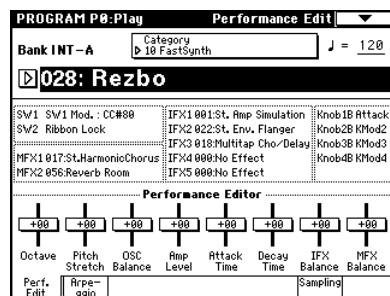 PROGRAM P0:Play Performance Edit
Bank INT-A
Category
10 FastSynth
♩ = 120
028: Rezbo
SW1 SW1 Mod.:CC#80
SW2 Ribbon Lock
MFX1 017:St.HarmonicChorus
MFX2 056:Reverb Room
IFX1 001:St. Amp Simulation
IFX2 022:St. Env. Flanger
IFX3 018:Multitap Cho/Delay
IFX4 000:No Effect
IFX5 000:No Effect
Knob1B Attack
Knob2B KMod2
Knob3B KMod3
Knob4B KMod4
Performance Editor
+00 +00 +00 +00 +00 +00 +00 +00
Octave Pitch Stretch OSC Balance Amp Level Attack Time Decay Time IFX Balance MFX Balance
Perf. Edit Arpe- ggio Sampling